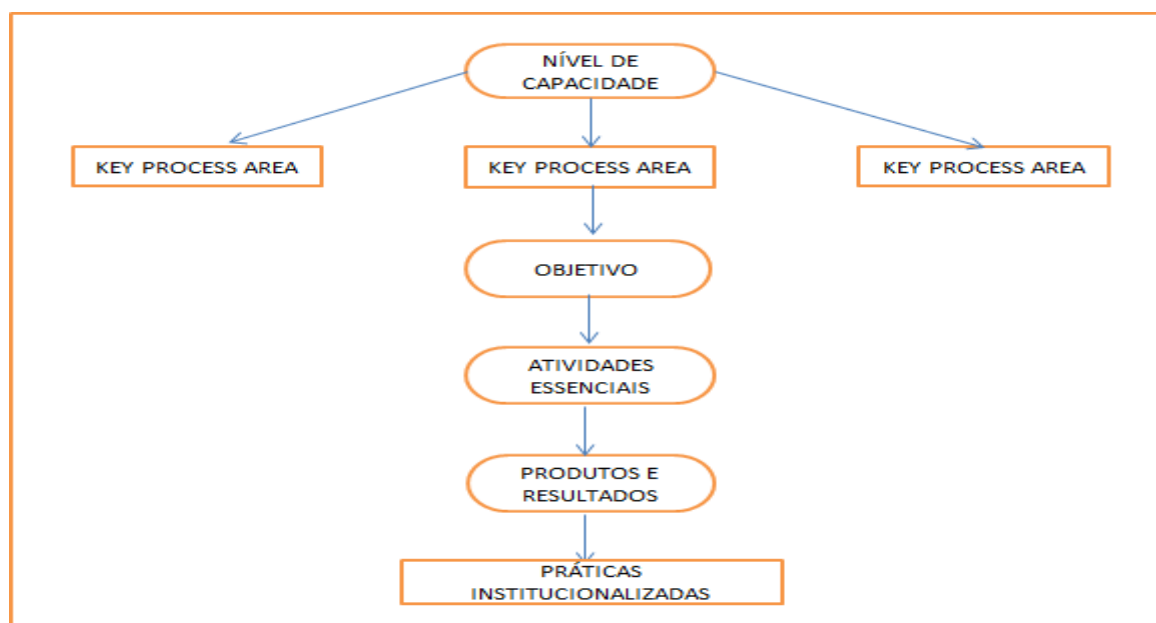 NÍVEL DE
CAPACIDADE
KEY PROCESS AREA
KEY PROCESS AREA
KEY PROCESS AREA
OBJETIVO
ATIVIDADES
ESSENCIAIS
PRODUTOS E
RESULTADOS
PRÁTICAS
INSTITUCIONALIZADAS